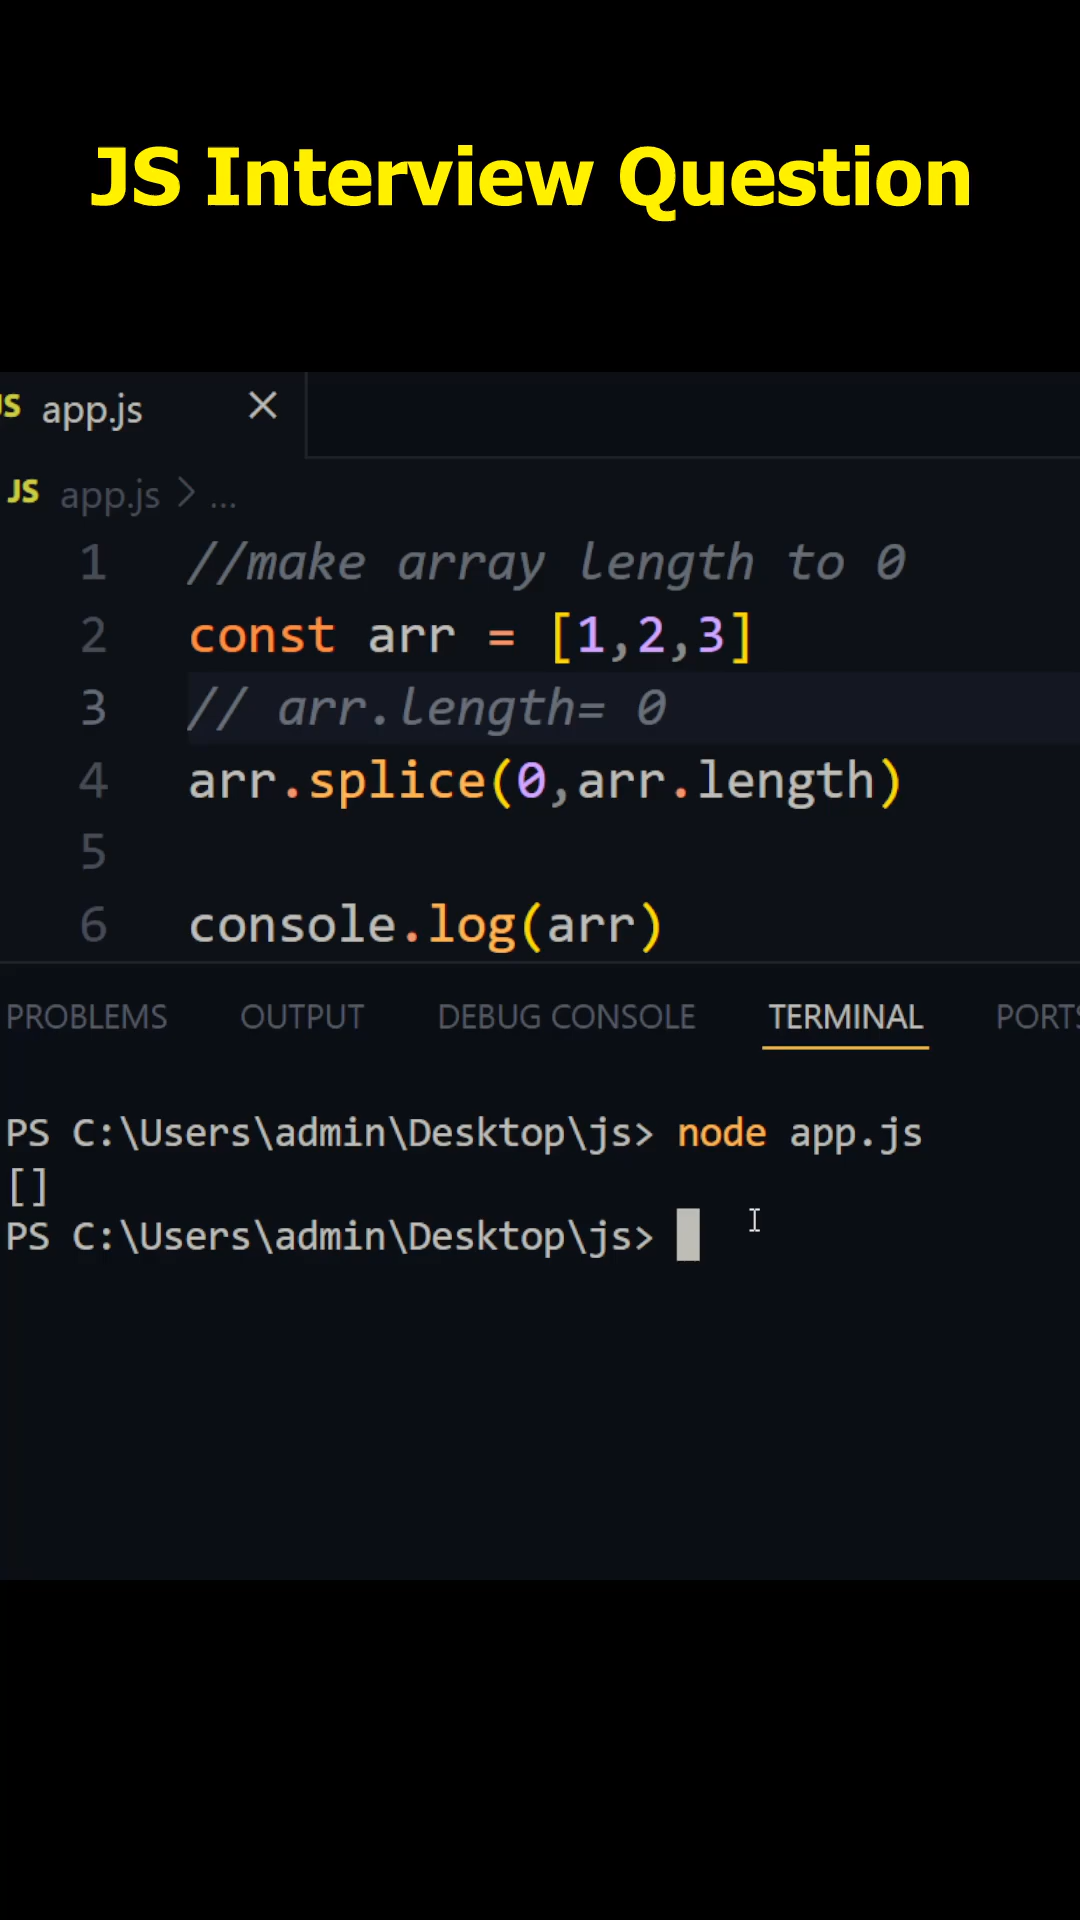 JS Interview Question
JS app.js
JS app.js > ...
1 //make array length to 0
2 const arr = [1,2,3]
3 // arr.length= 0
4 arr.splice(0,arr.length)
5
6 console.log(arr)
PROBLEMS OUTPUT DEBUG CONSOLE TERMINAL PORTS
PS C:\Users\admin\Desktop\js> node app.js
[]
PS C:\Users\admin\Desktop\js>